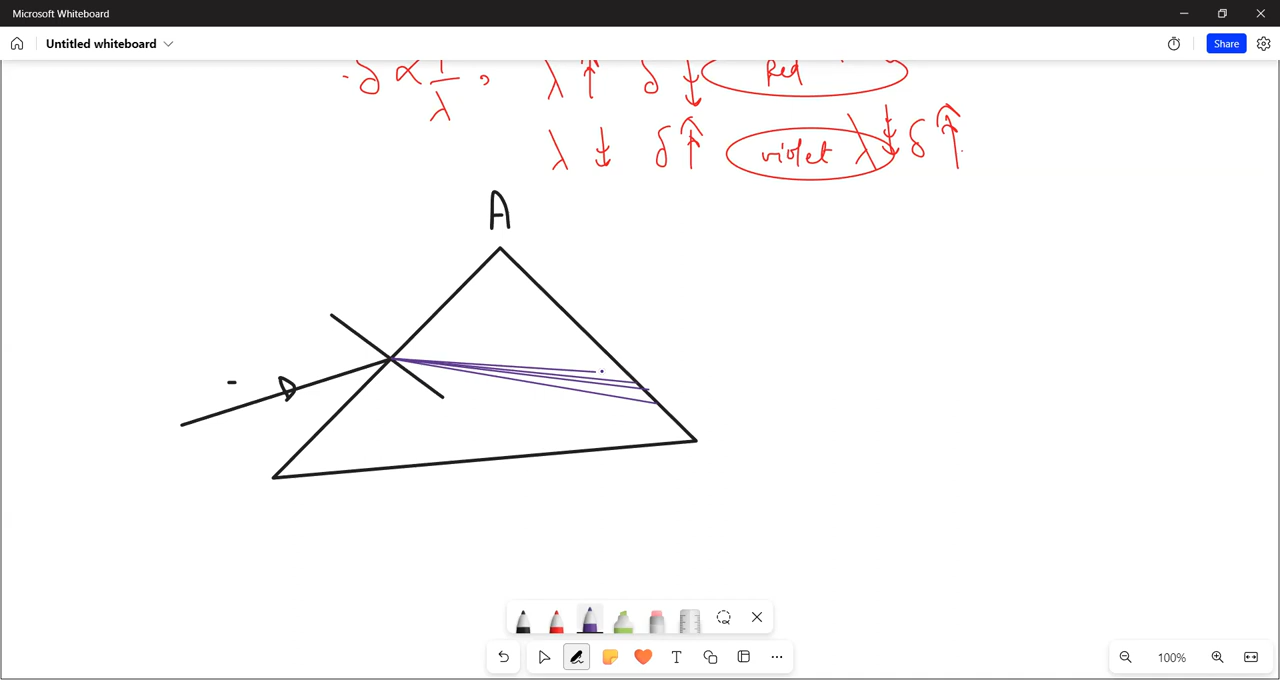 Microsoft Whiteboard
Untitled whiteboard
Share
δ ∝ 1/λ , λ ↑ δ ↓ Red
λ ↓ δ ↑ violet λ ↓ δ ↑
A
100%